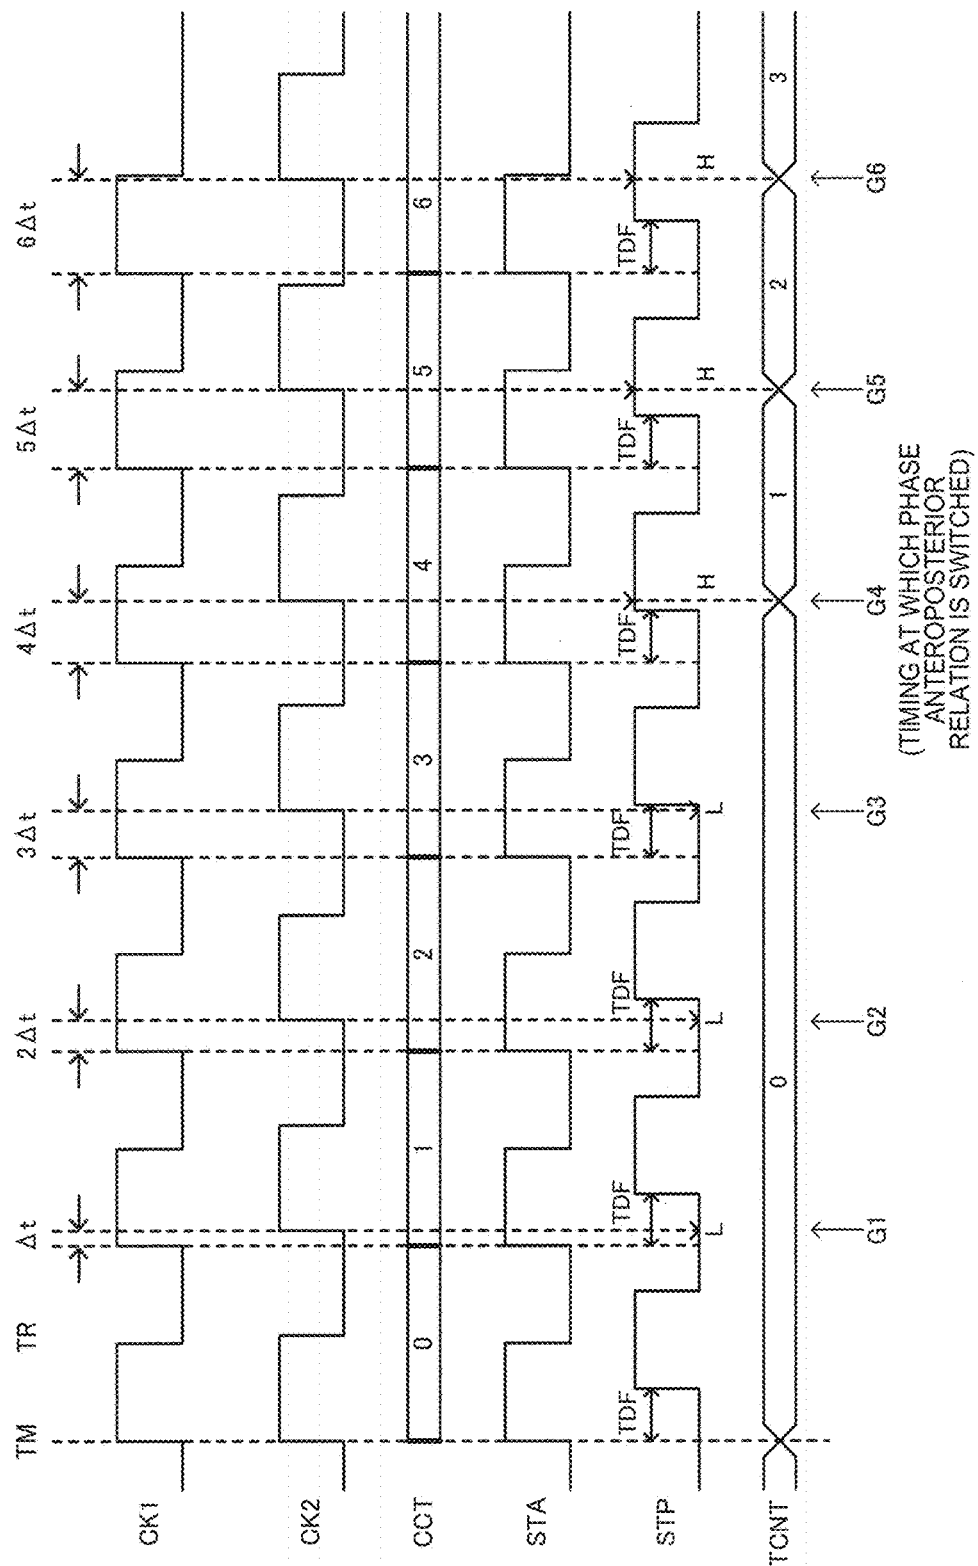 TM TR Δt 2Δt 3Δt 4Δt 5Δt 6Δt
CK1
CK2
CCT 0 1 2 3 4 5 6
STA
STP TDF TDF TDF TDF TDF TDF TDF
L L L H H H
TCNT 0 1 2 3
G1 G2 G3 G4 G5 G6
(TIMING AT WHICH PHASE
ANTEROPOSTERIOR
RELATION IS SWITCHED)